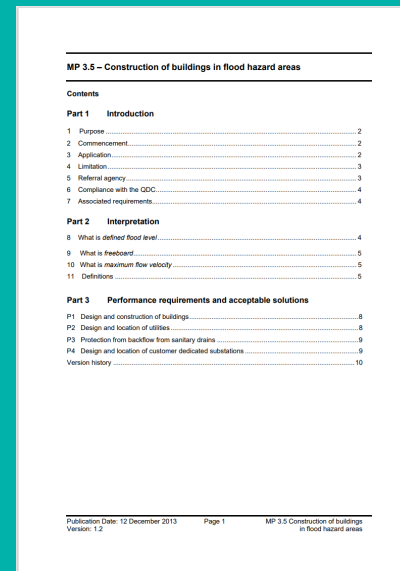 MP 3.5 – Construction of buildings in flood hazard areas
Contents
Part 1 Introduction
1 Purpose ........ 2
2 Commencement........ 2
3 Application........ 2
4 Limitation........ 3
5 Referral agency........ 3
6 Compliance with the QDC........ 4
7 Associated requirements........ 4
Part 2 Interpretation
8 What is defined flood level........ 4
9 What is freeboard........ 5
10 What is maximum flow velocity........ 5
11 Definitions ........ 5
Part 3 Performance requirements and acceptable solutions
P1 Design and construction of buildings........ 8
P2 Design and location of utilities........ 8
P3 Protection from backflow from sanitary drains ........ 9
P4 Design and location of customer dedicated substations ........ 9
Version history ........ 10
Publication Date: 12 December 2013 Page 1 MP 3.5 Construction of buildings
Version: 1.2 in flood hazard areas